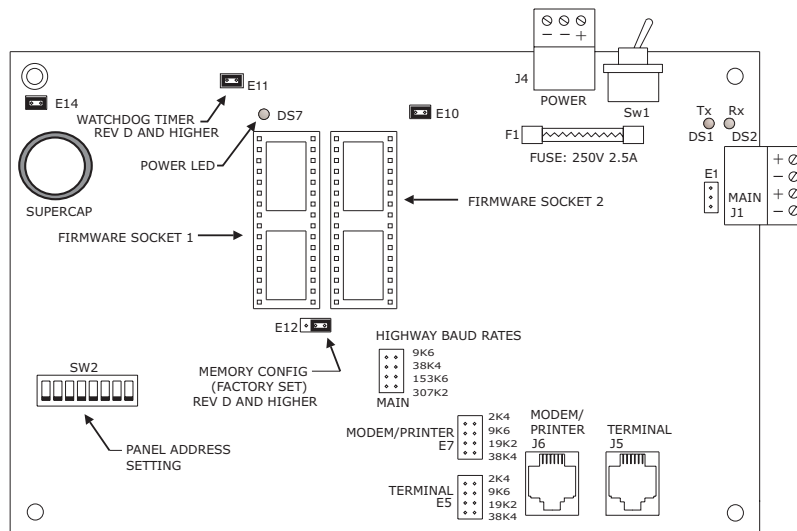 J4
− − +
POWER
Sw1
E14
E11
WATCHDOG TIMER
REV D AND HIGHER
DS7
POWER LED
E10
F1
FUSE: 250V 2.5A
Tx Rx
DS1 DS2
E1
MAIN
J1
+
−
+
−
SUPERCAP
FIRMWARE SOCKET 1
FIRMWARE SOCKET 2
E12
MEMORY CONFIG
(FACTORY SET)
REV D AND HIGHER
HIGHWAY BAUD RATES
9K6
38K4
153K6
307K2
MAIN
SW2
PANEL ADDRESS
SETTING
MODEM/PRINTER
E7
2K4
9K6
19K2
38K4
TERMINAL
E5
2K4
9K6
19K2
38K4
MODEM/
PRINTER
J6
TERMINAL
J5